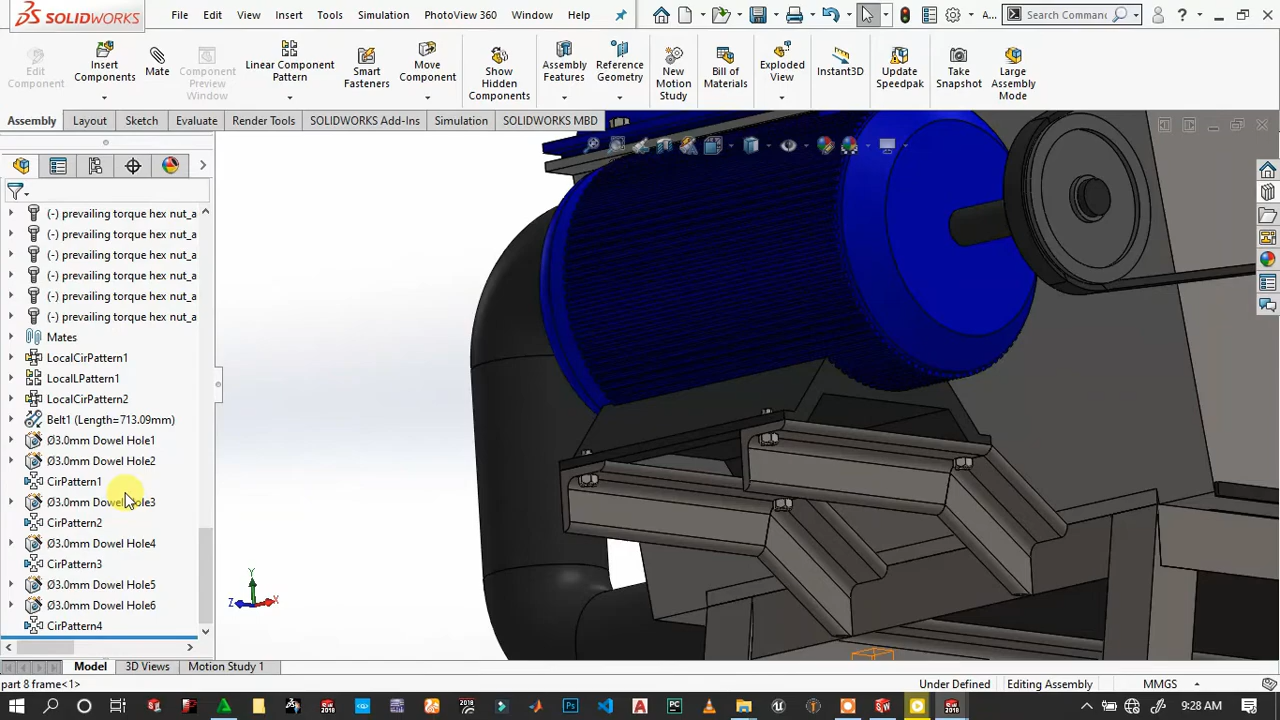 SOLIDWORKS
File Edit View Insert Tools Simulation PhotoView 360 Window Help
A...
Search Comman
Edit Component
Insert Components
Mate
Component Preview Window
Linear Component Pattern
Smart Fasteners
Move Component
Show Hidden Components
Assembly Features
Reference Geometry
New Motion Study
Bill of Materials
Exploded View
Instant3D
Update Speedpak
Take Snapshot
Large Assembly Mode
Assembly Layout Sketch Evaluate Render Tools SOLIDWORKS Add-Ins Simulation SOLIDWORKS MBD
(-) prevailing torque hex nut_a
(-) prevailing torque hex nut_a
(-) prevailing torque hex nut_a
(-) prevailing torque hex nut_a
(-) prevailing torque hex nut_a
(-) prevailing torque hex nut_a
Mates
LocalCirPattern1
LocalLPattern1
LocalCirPattern2
Belt1 (Length=713.09mm)
Ø3.0mm Dowel Hole1
Ø3.0mm Dowel Hole2
CirPattern1
Ø3.0mm Dowel Hole3
CirPattern2
Ø3.0mm Dowel Hole4
CirPattern3
Ø3.0mm Dowel Hole5
Ø3.0mm Dowel Hole6
CirPattern4
Y
Z X
Model 3D Views Motion Study 1
part 8 frame<1> Under Defined Editing Assembly MMGS
9:28 AM